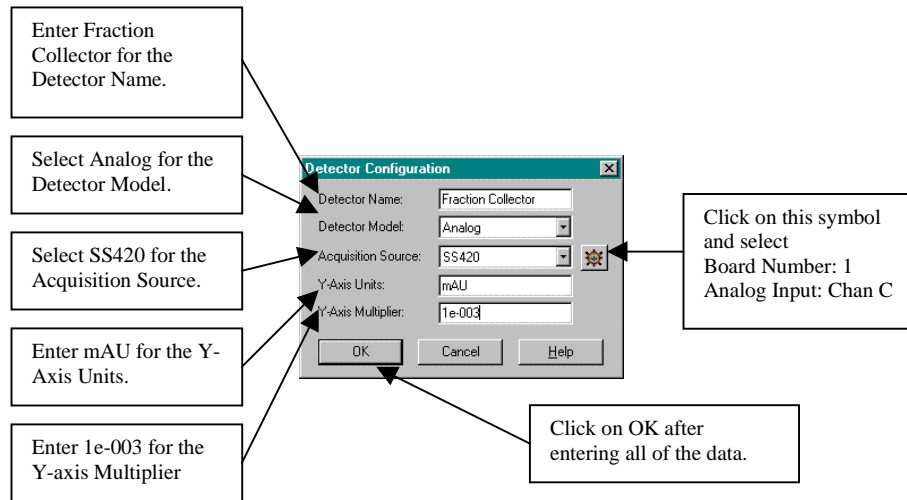 Enter Fraction
Collector for the
Detector Name.
Select Analog for the
Detector Model.
Select SS420 for the
Acquisition Source.
Enter mAU for the Y-
Axis Units.
Enter 1e-003 for the
Y-axis Multiplier
Detector Configuration
Detector Name: Fraction Collector
Detector Model: Analog
Acquisition Source: SS420
Y-Axis Units: mAU
Y-Axis Multiplier: 1e-003
OK Cancel Help
Click on this symbol
and select
Board Number: 1
Analog Input: Chan C
Click on OK after
entering all of the data.